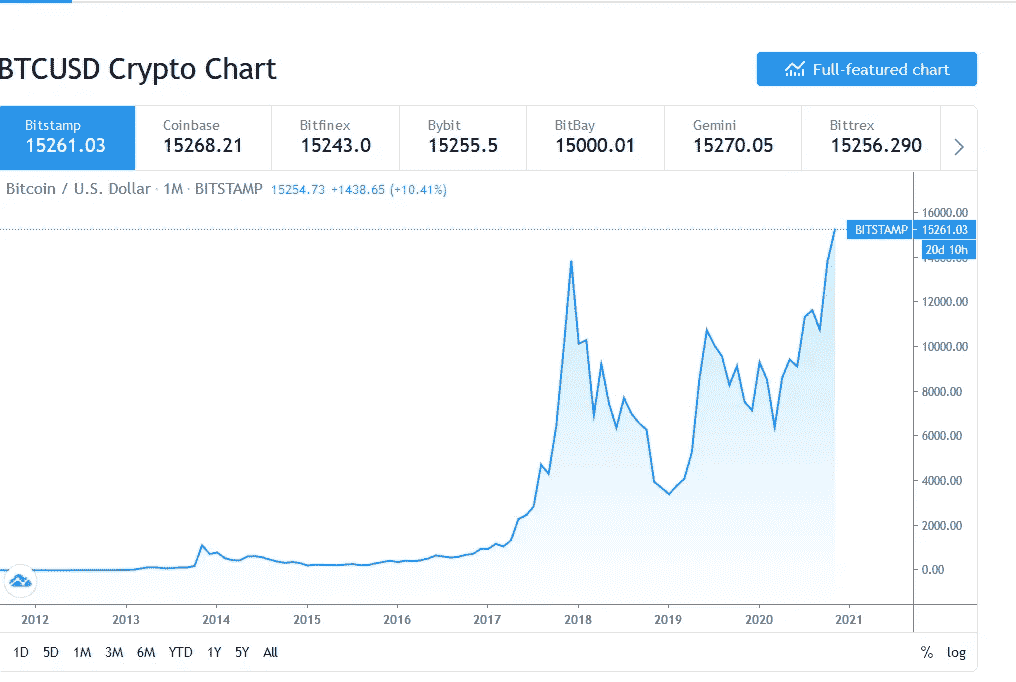 BTCUSD Crypto Chart
Full-featured chart
Bitstamp
15261.03
Coinbase
15268.21
Bitfinex
15243.0
Bybit
15255.5
BitBay
15000.01
Gemini
15270.05
Bittrex
15256.290
Bitcoin / U.S. Dollar · 1M · BITSTAMP 15254.73 +1438.65 (+10.41%)
16000.00
BITSTAMP 15261.03
20d 10h
14000.00
12000.00
10000.00
8000.00
6000.00
4000.00
2000.00
0.00
2012 2013 2014 2015 2016 2017 2018 2019 2020 2021
1D 5D 1M 3M 6M YTD 1Y 5Y All % log